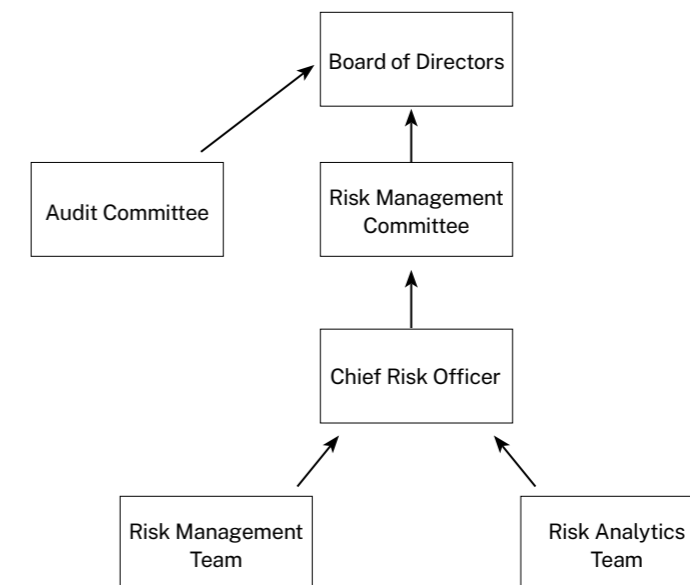 Board of Directors
Audit Committee
Risk Management
Committee
Chief Risk Officer
Risk Management
Team
Risk Analytics
Team